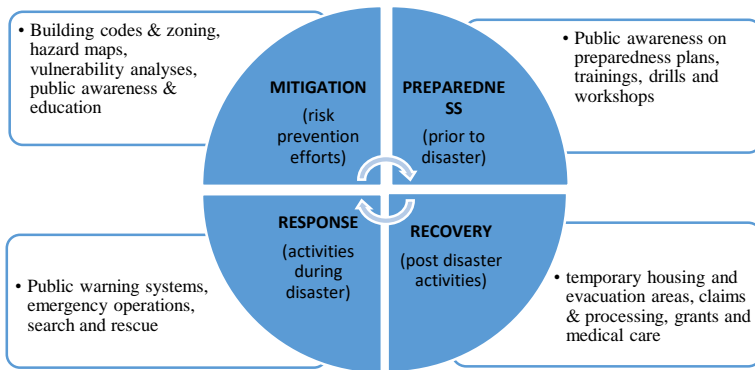 • Building codes & zoning,
hazard maps,
vulnerability analyses,
public awareness &
education
MITIGATION
(risk
prevention
efforts)
PREPAREDNE
SS
(prior to
disaster)
• Public awareness on
preparedness plans,
trainings, drills and
workshops
• Public warning systems,
emergency operations,
search and rescue
RESPONSE
(activities
during
disaster)
RECOVERY
(post disaster
activities)
• temporary housing and
evacuation areas, claims
& processing, grants and
medical care